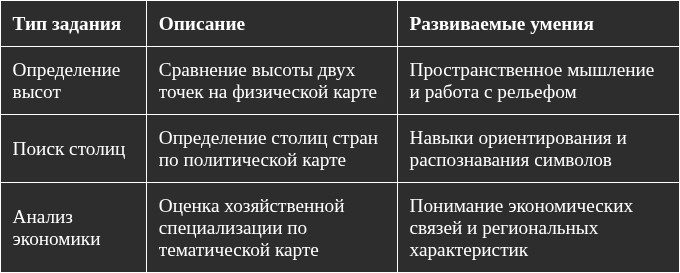 Тип задания
Описание
Развиваемые умения
Определение
высот
Сравнение высоты двух
точек на физической карте
Пространственное мышление
и работа с рельефом
Поиск столиц
Определение столиц стран
по политической карте
Навыки ориентирования и
распознавания символов
Анализ
экономики
Оценка хозяйственной
специализации по
тематической карте
Понимание экономических
связей и региональных
характеристик